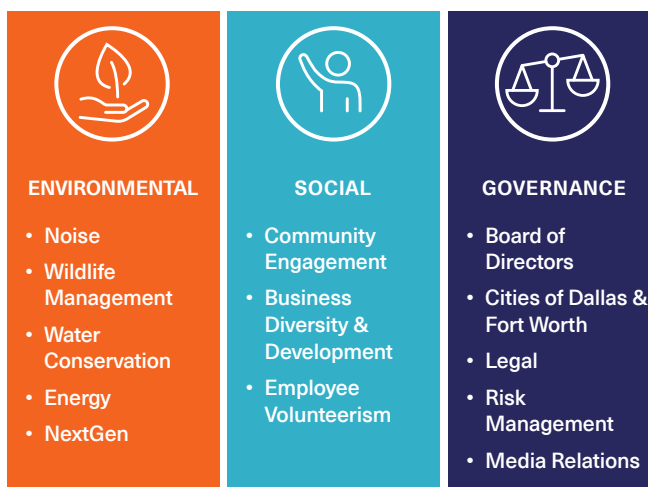 ENVIRONMENTAL
• Noise
• Wildlife
Management
• Water
Conservation
• Energy
• NextGen
SOCIAL
• Community
Engagement
• Business
Diversity &
Development
• Employee
Volunteerism
GOVERNANCE
• Board of
Directors
• Cities of Dallas &
Fort Worth
• Legal
• Risk
Management
• Media Relations